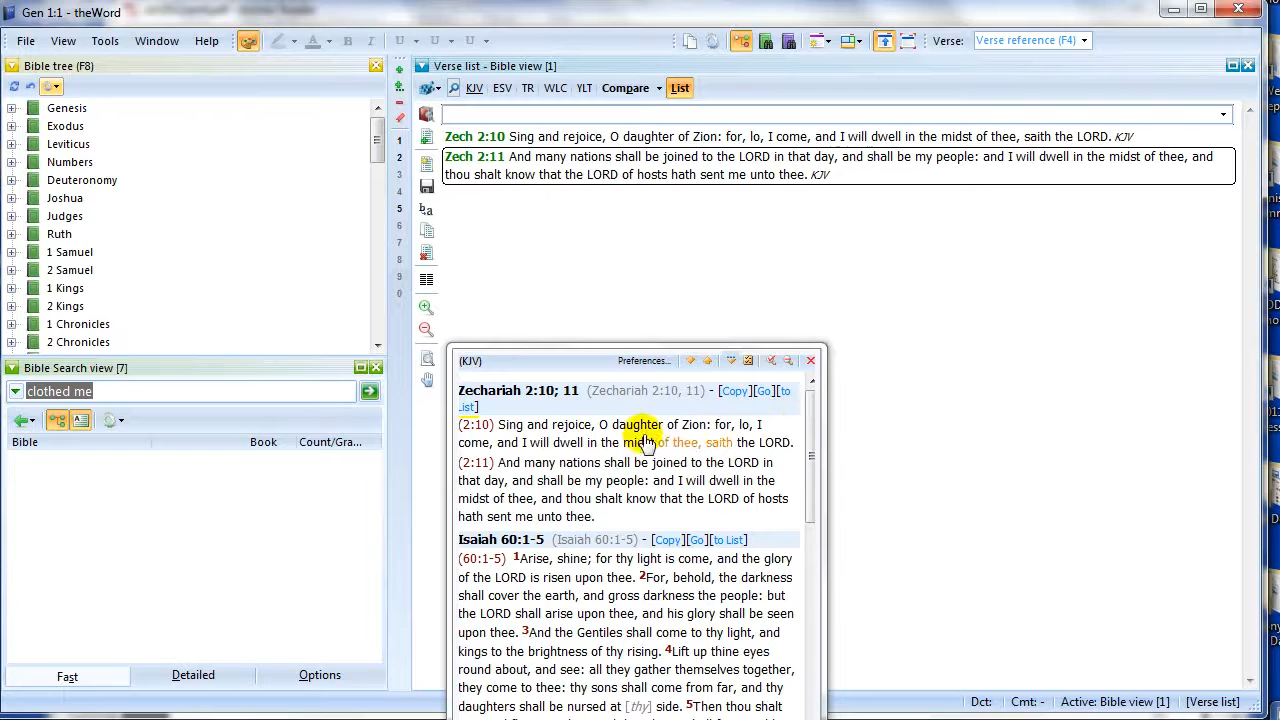 Gen 1:1 - theWord
File View Tools Window Help
Verse: Verse reference (F4)
Bible tree (F8)
Genesis
Exodus
Leviticus
Numbers
Deuteronomy
Joshua
Judges
Ruth
1 Samuel
2 Samuel
1 Kings
2 Kings
1 Chronicles
2 Chronicles
Bible Search view [7]
clothed me
Bible Book Count/Gra...
Fast Detailed Options
1
2
3
4
5
6
7
8
9
0
Verse list - Bible view [1]
KJV ESV TR WLC YLT Compare List
Zech 2:10 Sing and rejoice, O daughter of Zion: for, lo, I come, and I will dwell in the midst of thee, saith the LORD. KJV
Zech 2:11 And many nations shall be joined to the LORD in that day, and shall be my people: and I will dwell in the midst of thee, and
thou shalt know that the LORD of hosts hath sent me unto thee. KJV
(KJV) Preferences...
Zechariah 2:10; 11 (Zechariah 2:10, 11) - [Copy][Go][to
List]
(2:10) Sing and rejoice, O daughter of Zion: for, lo, I
come, and I will dwell in the midst of thee, saith the LORD.
(2:11) And many nations shall be joined to the LORD in
that day, and shall be my people: and I will dwell in the
midst of thee, and thou shalt know that the LORD of hosts
hath sent me unto thee.
Isaiah 60:1-5 (Isaiah 60:1-5) - [Copy][Go][to List]
(60:1-5) 1Arise, shine; for thy light is come, and the glory
of the LORD is risen upon thee. 2For, behold, the darkness
shall cover the earth, and gross darkness the people: but
the LORD shall arise upon thee, and his glory shall be seen
upon thee. 3And the Gentiles shall come to thy light, and
kings to the brightness of thy rising. 4Lift up thine eyes
round about, and see: all they gather themselves together,
they come to thee: thy sons shall come from far, and thy
daughters shall be nursed at [thy] side. 5Then thou shalt
Dct: Cmt: - Active: Bible view [1] [Verse list]